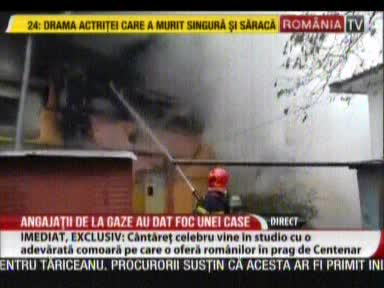 24: DRAMA ACTRIȚEI CARE A MURIT SINGURĂ ȘI SĂRACĂ
ROMÂNIA TV
ANGAJAȚII DE LA GAZE AU DAT FOC UNEI CASE
DIRECT
IMEDIAT, EXCLUSIV: Cântăreț celebru vine in studio cu o
adevărată comoară pe care o oferă românilor în prag de Centenar
ENTRU TĂRICEANU. PROCURORII SUSȚIN CĂ ACESTA AR FI PRIMIT INI